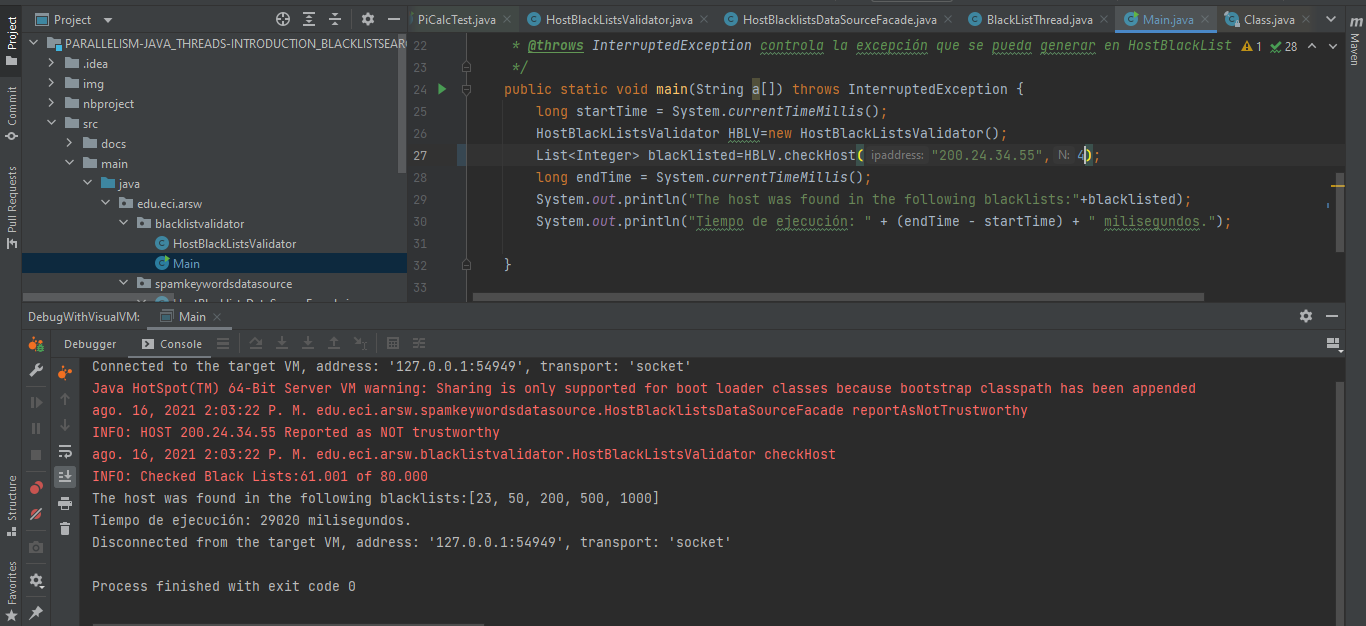 Project
PiCalcTest.java
HostBlackListsValidator.java
HostBlacklistsDataSourceFacade.java
BlackListThread.java
Main.java
Class.java
Project
Commit
Pull Requests
Structure
Favorites
Maven
PARALLELISM-JAVA_THREADS-INTRODUCTION_BLACKLISTSEAR
.idea
img
nbproject
src
docs
main
java
edu.eci.arsw
blacklistvalidator
HostBlackListsValidator
Main
spamkeywordsdatasource
22 * @throws InterruptedException controla la excepción que se pueda generar en HostBlackList 1 28
23 */
24 public static void main(String a[]) throws InterruptedException {
25 long startTime = System.currentTimeMillis();
26 HostBlackListsValidator HBLV=new HostBlackListsValidator();
27 List<Integer> blacklisted=HBLV.checkHost( ipaddress: "200.24.34.55", N: 4);
28 long endTime = System.currentTimeMillis();
29 System.out.println("The host was found in the following blacklists:"+blacklisted);
30 System.out.println("Tiempo de ejecución: " + (endTime - startTime) + " milisegundos.");
31
32 }
33
DebugWithVisualVM: Main
Debugger Console
Connected to the target VM, address: '127.0.0.1:54949', transport: 'socket'
Java HotSpot(TM) 64-Bit Server VM warning: Sharing is only supported for boot loader classes because bootstrap classpath has been appended
ago. 16, 2021 2:03:22 P. M. edu.eci.arsw.spamkeywordsdatasource.HostBlacklistsDataSourceFacade reportAsNotTrustworthy
INFO: HOST 200.24.34.55 Reported as NOT trustworthy
ago. 16, 2021 2:03:22 P. M. edu.eci.arsw.blacklistvalidator.HostBlackListsValidator checkHost
INFO: Checked Black Lists:61.001 of 80.000
The host was found in the following blacklists:[23, 50, 200, 500, 1000]
Tiempo de ejecución: 29020 milisegundos.
Disconnected from the target VM, address: '127.0.0.1:54949', transport: 'socket'
Process finished with exit code 0